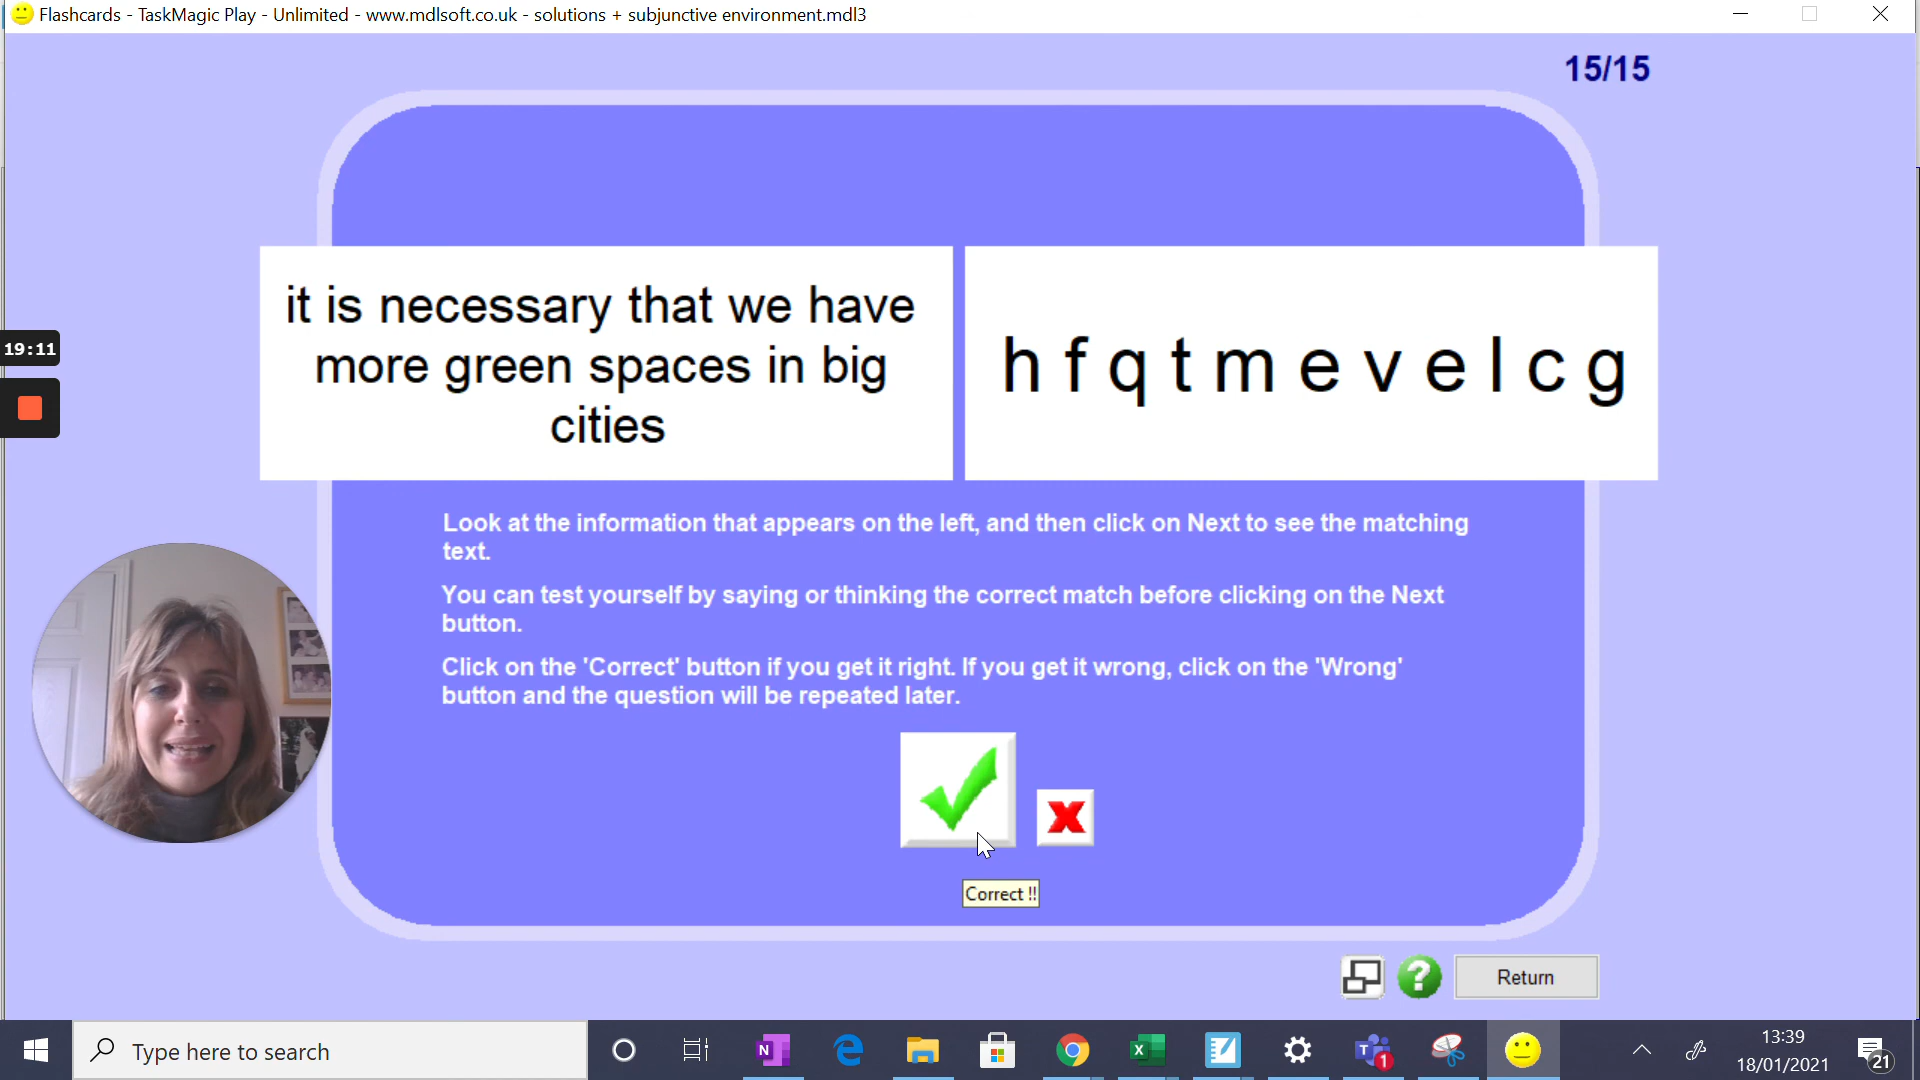 Flashcards - TaskMagic Play - Unlimited - www.mdlsoft.co.uk - solutions + subjunctive environment.mdl3
15/15
it is necessary that we have
more green spaces in big
cities
h f q t m e v e l c g
19:11
Look at the information that appears on the left, and then click on Next to see the matching
text.
You can test yourself by saying or thinking the correct match before clicking on the Next
button.
Click on the 'Correct' button if you get it right. If you get it wrong, click on the 'Wrong'
button and the question will be repeated later.
Correct !!
?
Return
Type here to search
N
X
T
1
13:39
18/01/2021
21